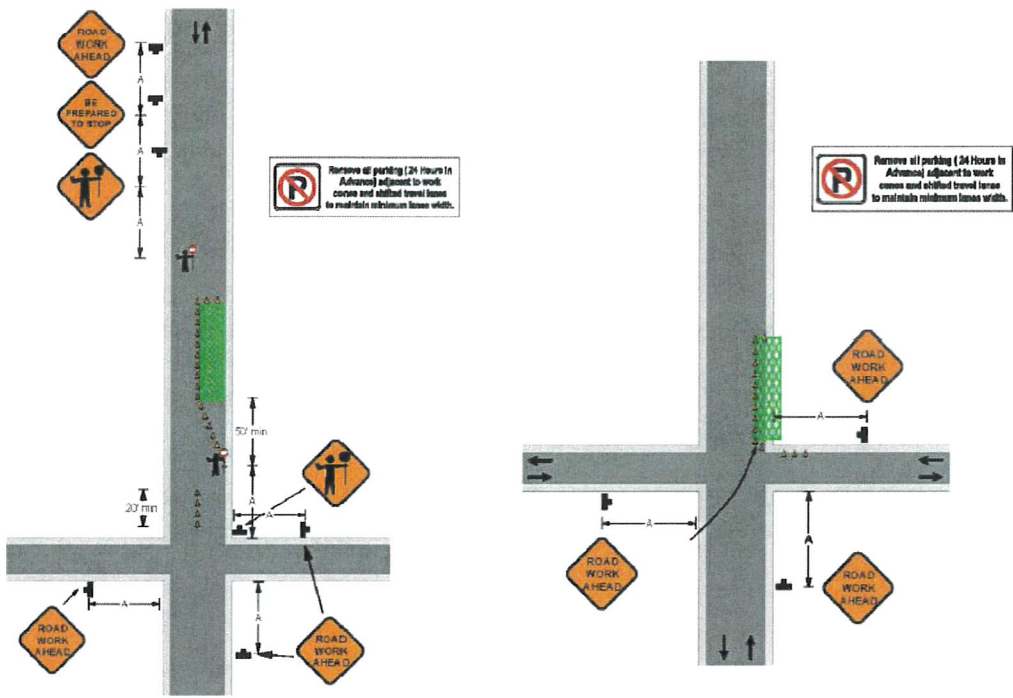 ROAD
WORK
AHEAD
A
BE
PREPARED
TO STOP
A
A
P
Remove all parking (24 Hours in
Advance) adjacent to work
cones and shifted travel lanes
to maintain minimum lanes width.
50' min
A
20' min
A
A
ROAD
WORK
AHEAD
A
ROAD
WORK
AHEAD
P
Remove all parking (24 Hours in
Advance) adjacent to work
cones and shifted travel lanes
to maintain minimum lanes width.
ROAD
WORK
AHEAD
A
A
A
ROAD
WORK
AHEAD
ROAD
WORK
AHEAD